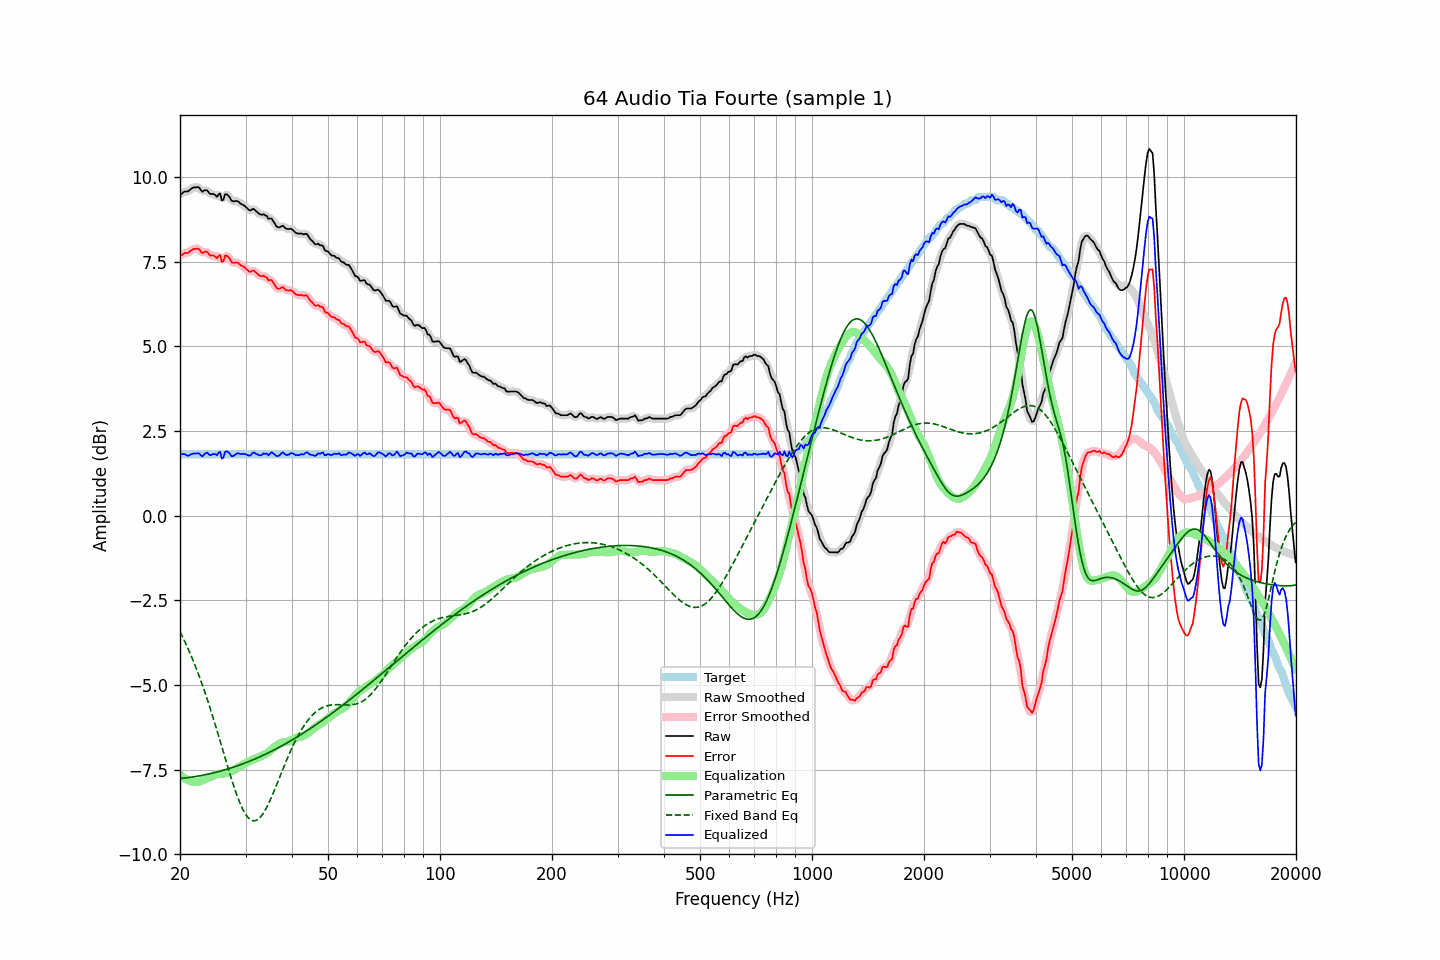 64 Audio Tia Fourte (sample 1)
Amplitude (dBr)
10.0
7.5
5.0
2.5
0.0
−2.5
−5.0
−7.5
−10.0
Target
Raw Smoothed
Error Smoothed
Raw
Error
Equalization
Parametric Eq
Fixed Band Eq
Equalized
20
50
100
200
500
1000
2000
5000
10000
20000
Frequency (Hz)